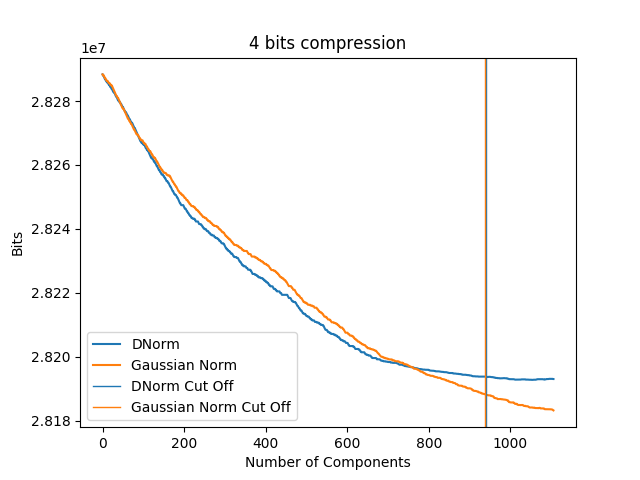 4 bits compression
1e7
2.828
2.826
2.824
2.822
2.820
2.818
Bits
DNorm
Gaussian Norm
DNorm Cut Off
Gaussian Norm Cut Off
0 200 400 600 800 1000
Number of Components